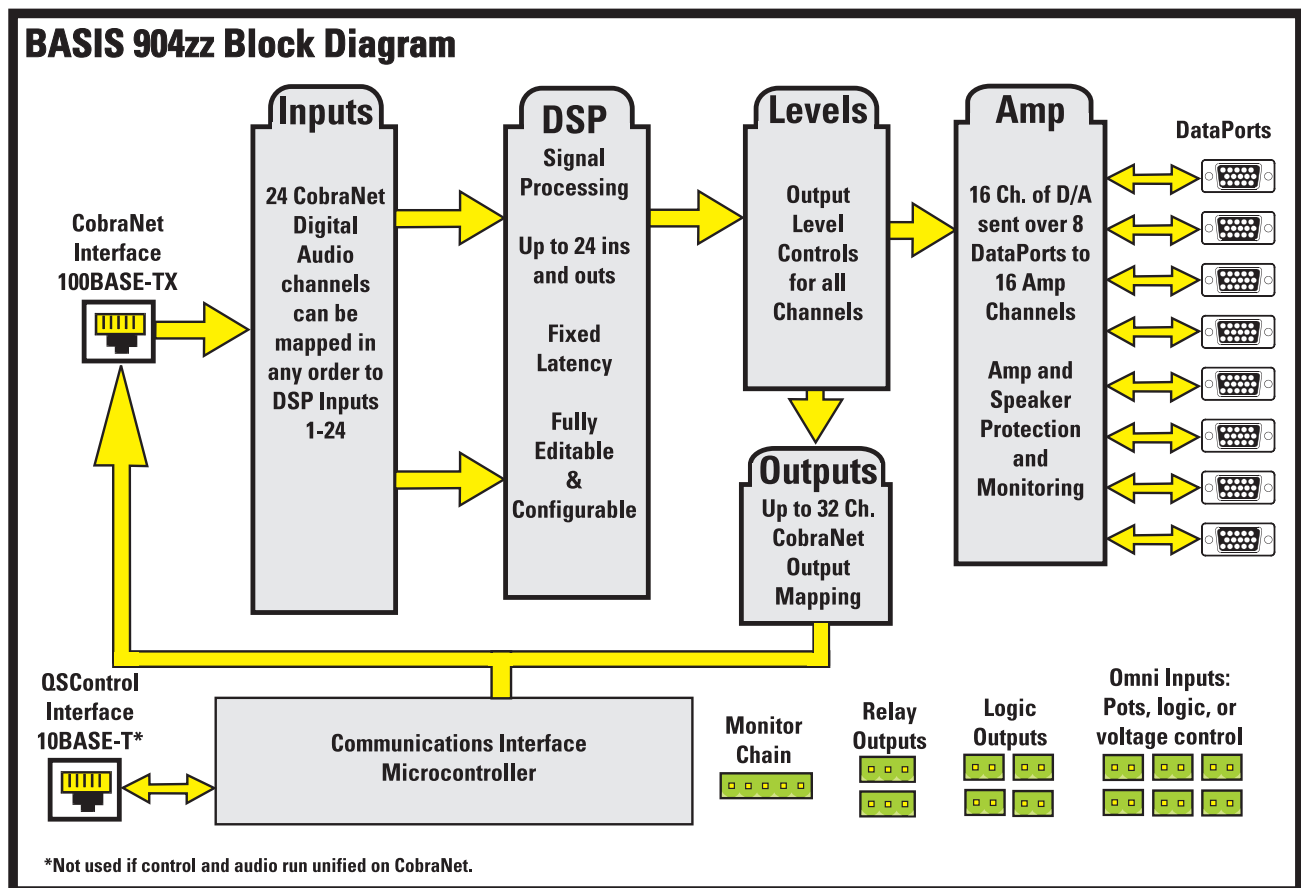 BASIS 904zz Block Diagram
CobraNet
Interface
100BASE-TX
Inputs
24 CobraNet
Digital
Audio
channels
can be
mapped in
any order to
DSP Inputs
1-24
DSP
Signal
Processing
Up to 24 ins
and outs
Fixed
Latency
Fully
Editable
&
Configurable
Levels
Output
Level
Controls
for all
Channels
Outputs
Up to 32 Ch.
CobraNet
Output
Mapping
Amp
16 Ch. of D/A
sent over 8
DataPorts to
16 Amp
Channels
Amp and
Speaker
Protection
and
Monitoring
DataPorts
QSControl
Interface
10BASE-T*
Communications Interface
Microcontroller
Monitor
Chain
Relay
Outputs
Logic
Outputs
Omni Inputs:
Pots, logic, or
voltage control
*Not used if control and audio run unified on CobraNet.